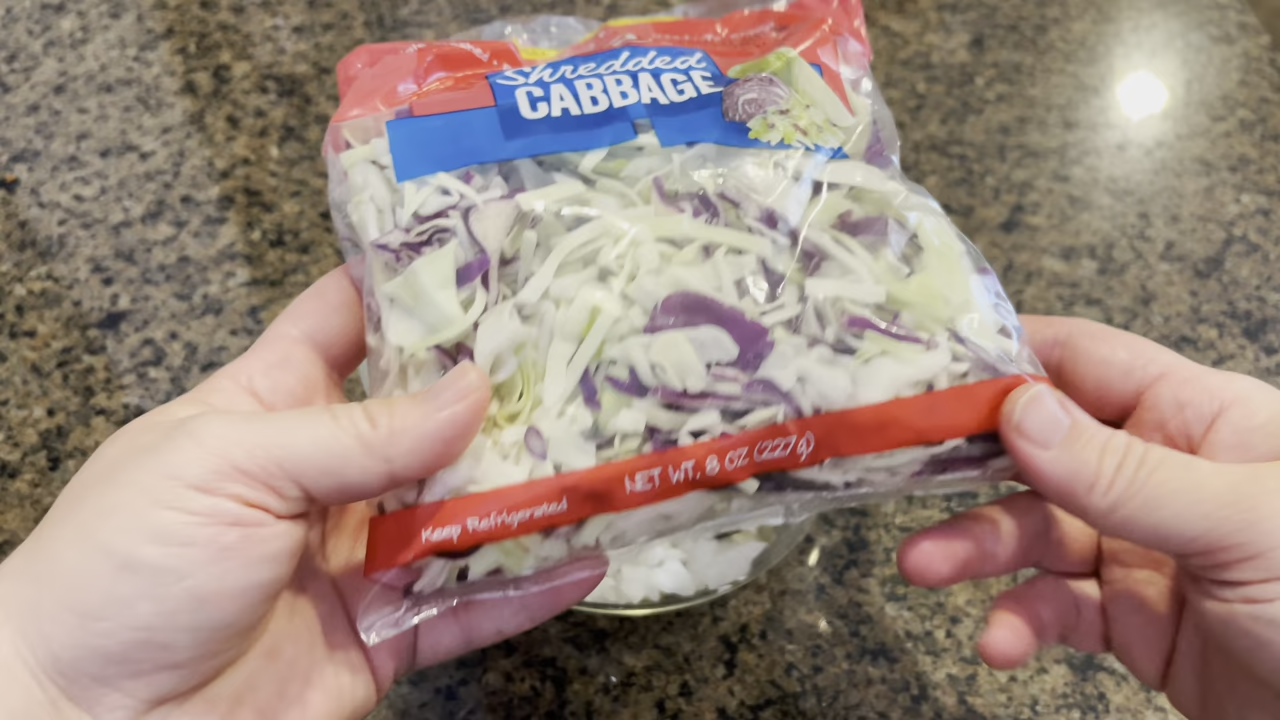 Shredded
CABBAGE
NET WT. 8 OZ (227g)
Keep Refrigerated